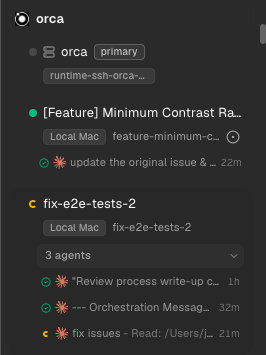 orca
orca primary
runtime-ssh-orca-...
[Feature] Minimum Contrast Ra...
Local Mac feature-minimum-c...
update the original issue & ... 22m
fix-e2e-tests-2
Local Mac fix-e2e-tests-2
3 agents
"Review process write-up c... 1h
--- Orchestration Messag... 32m
fix issues - Read: /Users/j... 21m